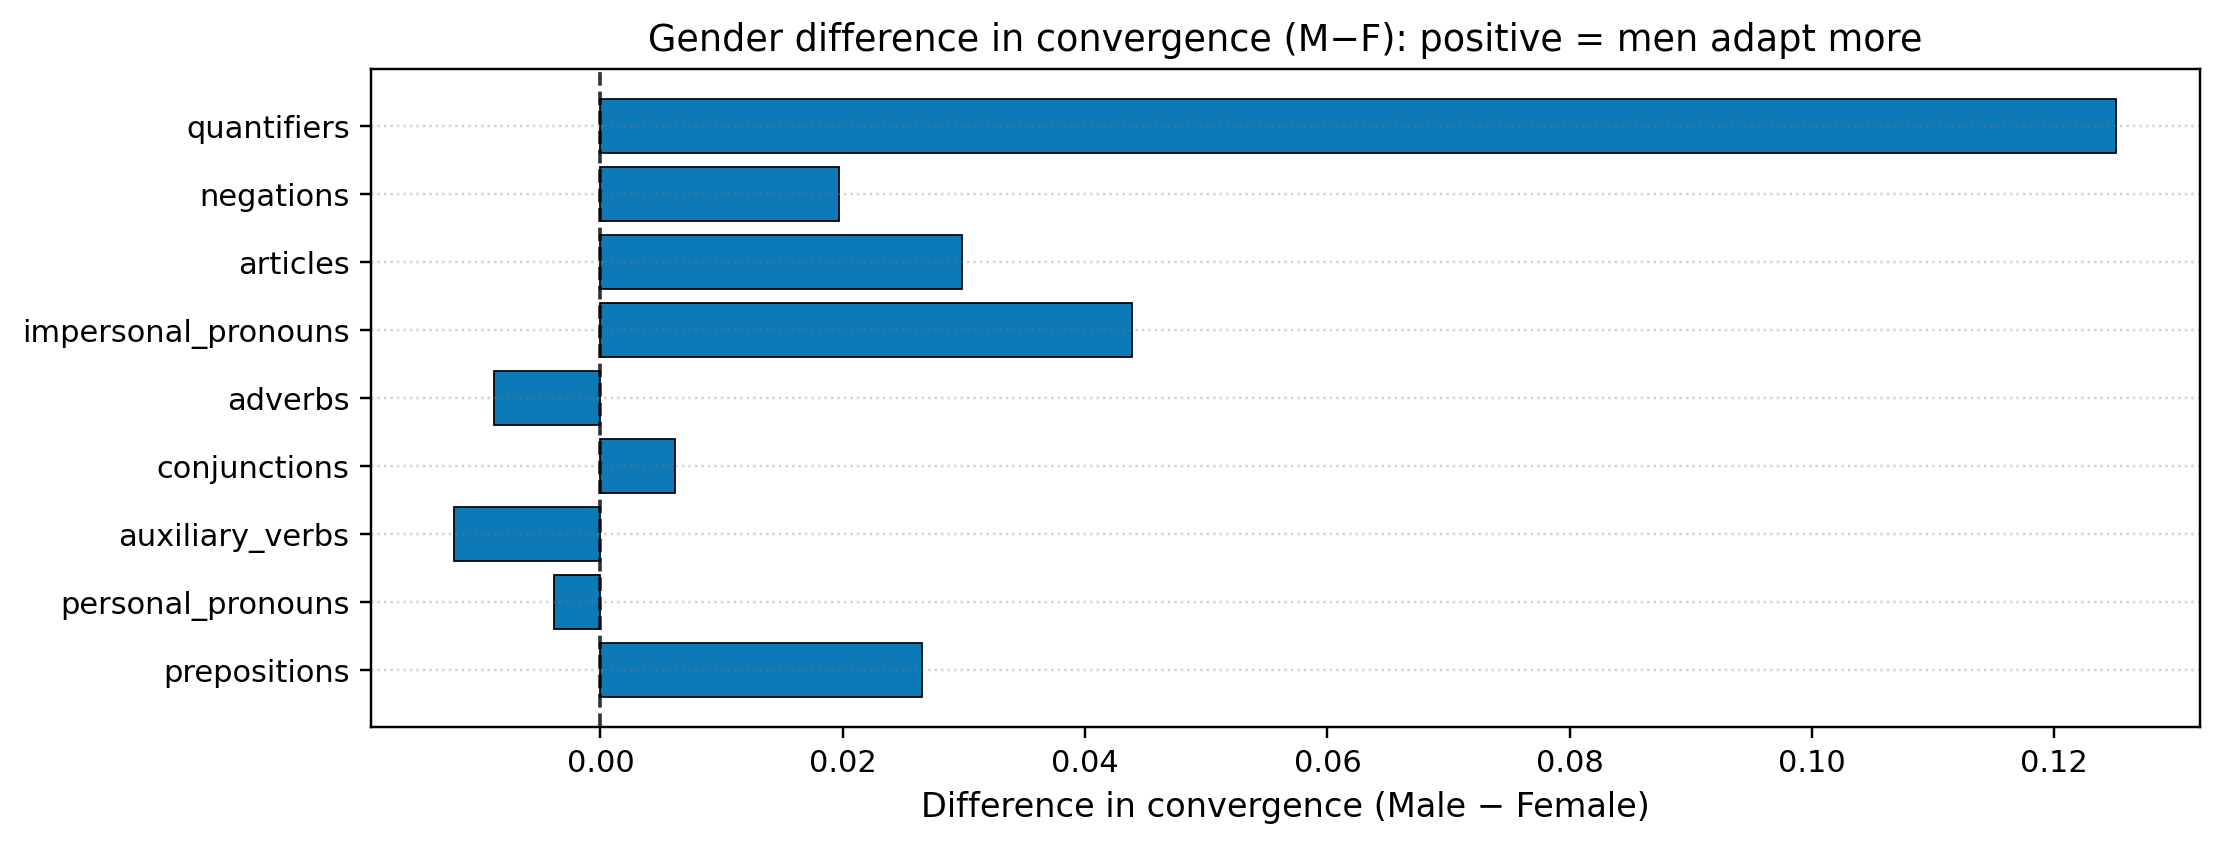 Gender difference in convergence (M−F): positive = men adapt more
quantifiers
negations
articles
impersonal_pronouns
adverbs
conjunctions
auxiliary_verbs
personal_pronouns
prepositions
0.00 0.02 0.04 0.06 0.08 0.10 0.12
Difference in convergence (Male − Female)